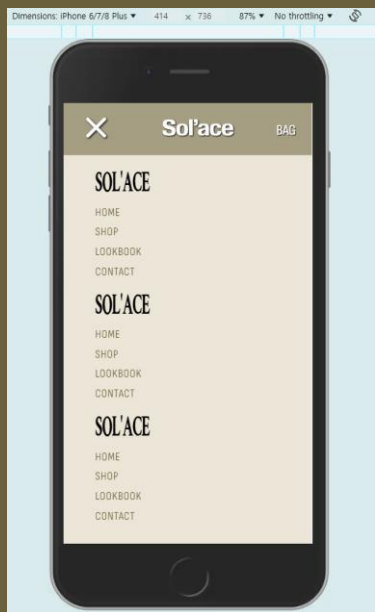 Dimensions: iPhone 6/7/8 Plus ▼ 414 x 736 87% ▼ No throttling ▼
Sol'ace BAG
SOL'ACE
HOME
SHOP
LOOKBOOK
CONTACT
SOL'ACE
HOME
SHOP
LOOKBOOK
CONTACT
SOL'ACE
HOME
SHOP
LOOKBOOK
CONTACT